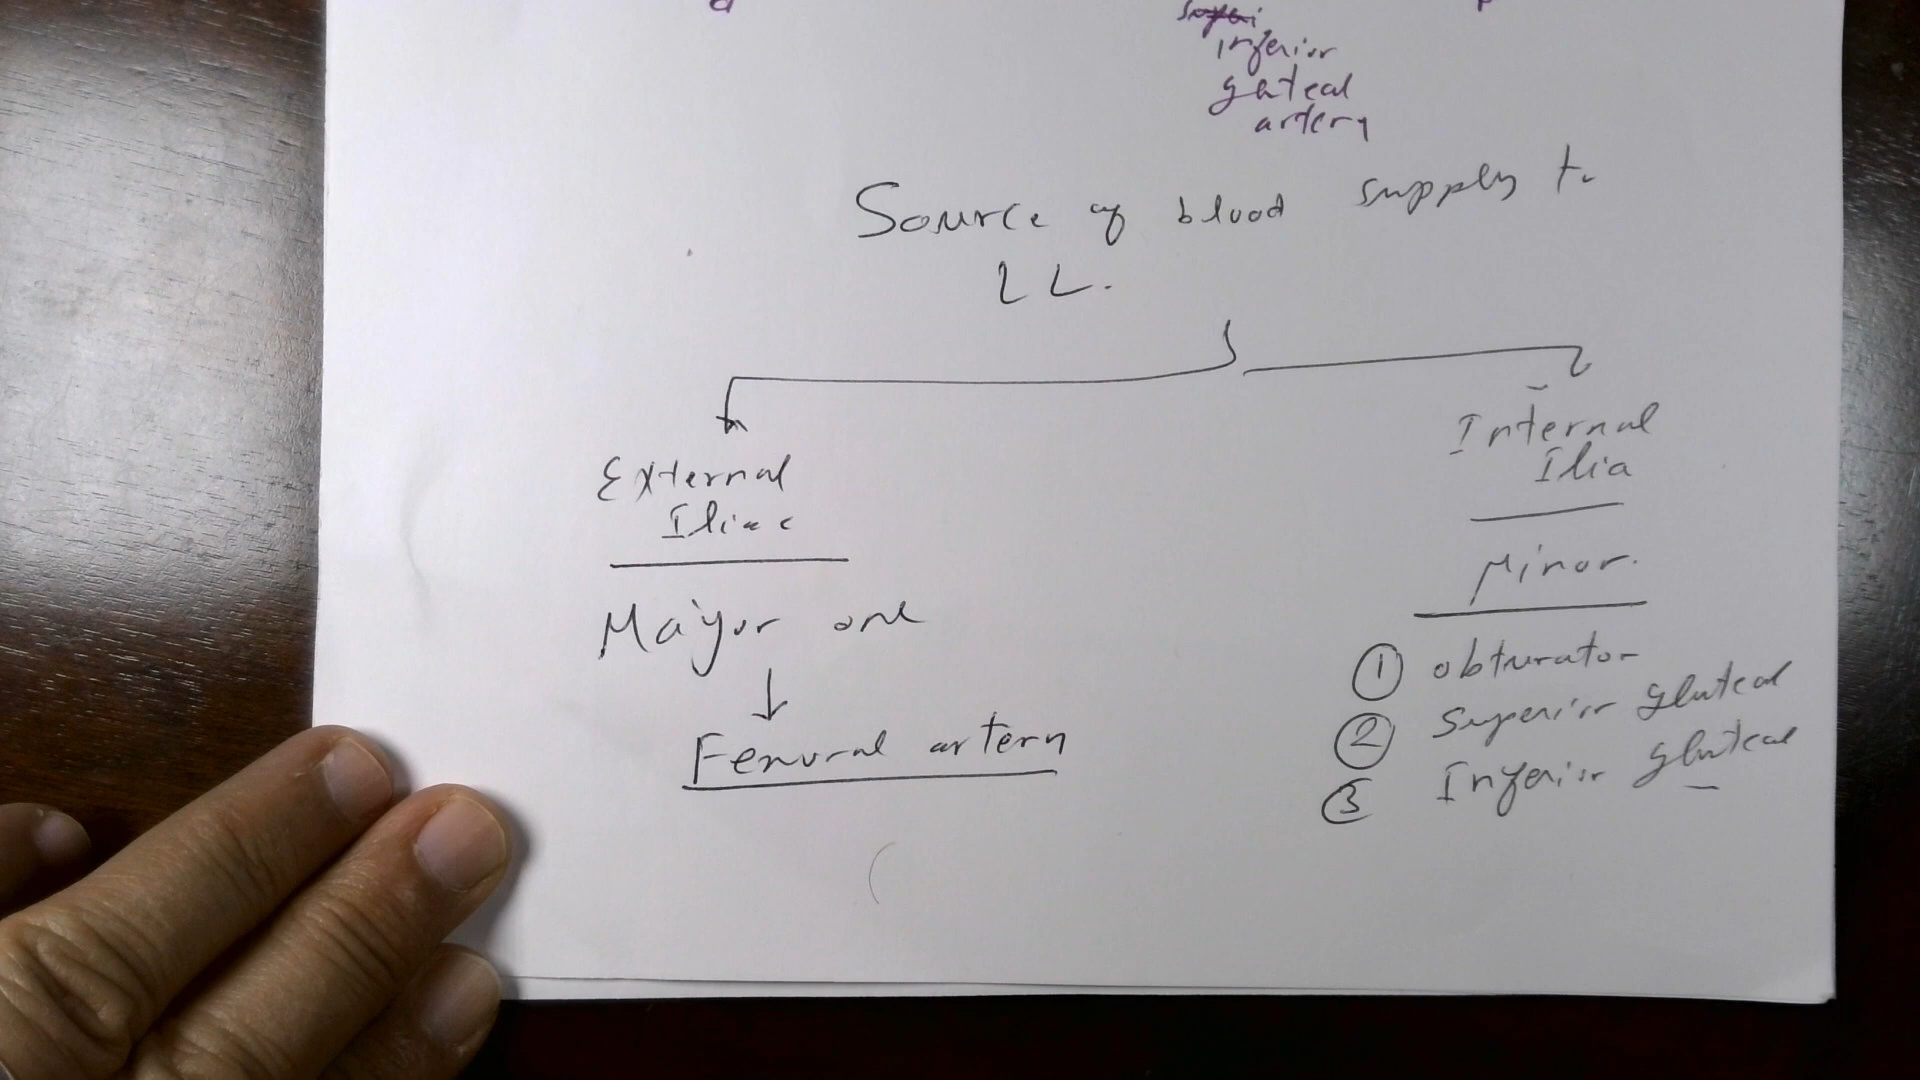 inferior
gluteal
artery
Source of blood supply to
LL.
External
Iliac
Internal
Ilia
Major one
Minor.
Femoral artery
① obturator
② Superior gluteal
③ Inferior gluteal